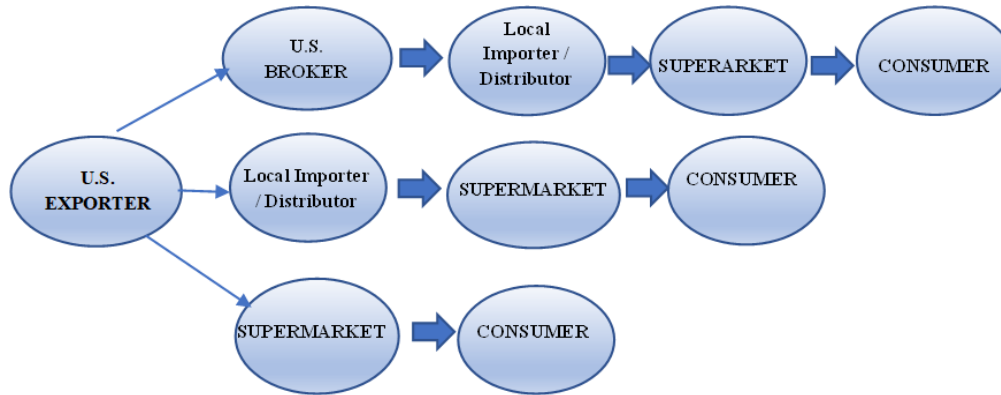 U.S.
BROKER
Local
Importer /
Distributor
SUPERARKET
CONSUMER
U.S.
EXPORTER
Local Importer
/ Distributor
SUPERMARKET
CONSUMER
SUPERMARKET
CONSUMER